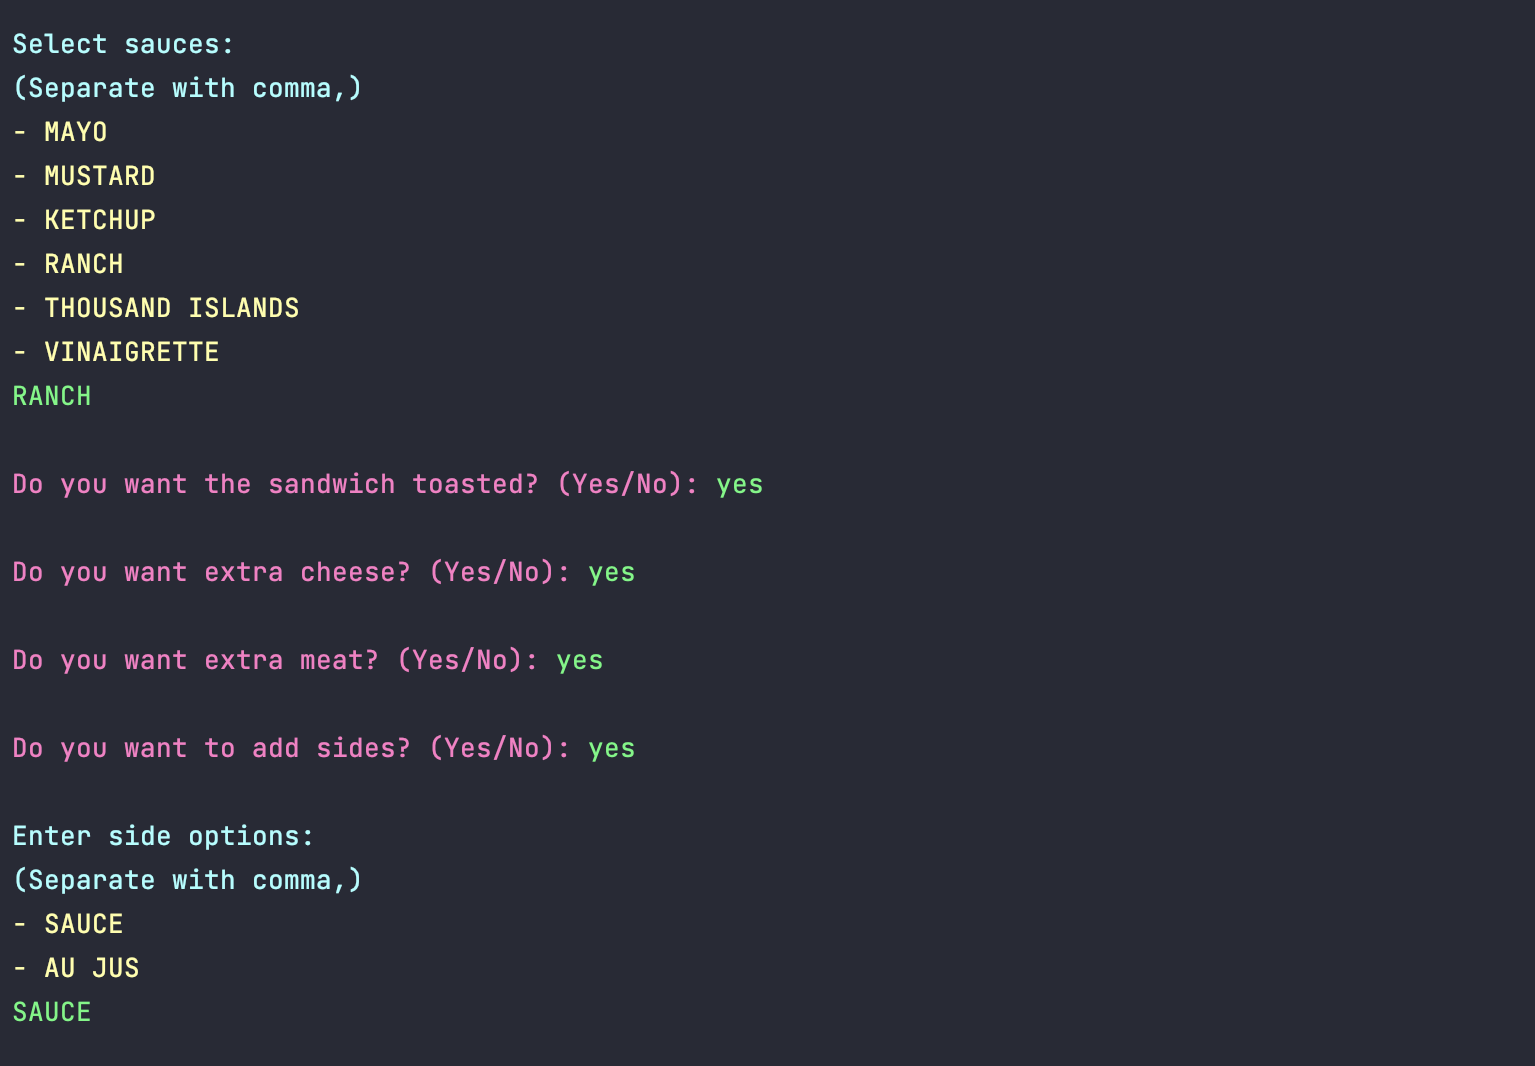 Select sauces:
(Separate with comma,)
- MAYO
- MUSTARD
- KETCHUP
- RANCH
- THOUSAND ISLANDS
- VINAIGRETTE
RANCH
Do you want the sandwich toasted? (Yes/No): yes
Do you want extra cheese? (Yes/No): yes
Do you want extra meat? (Yes/No): yes
Do you want to add sides? (Yes/No): yes
Enter side options:
(Separate with comma,)
- SAUCE
- AU JUS
SAUCE